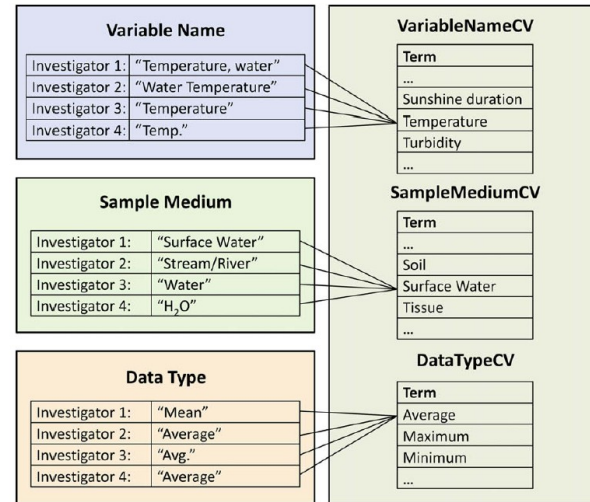 Variable Name
Investigator 1: "Temperature, water"
Investigator 2: "Water Temperature"
Investigator 3: "Temperature"
Investigator 4: "Temp."
Sample Medium
Investigator 1: "Surface Water"
Investigator 2: "Stream/River"
Investigator 3: "Water"
Investigator 4: "H₂O"
Data Type
Investigator 1: "Mean"
Investigator 2: "Average"
Investigator 3: "Avg."
Investigator 4: "Average"
VariableNameCV
Term
...
Sunshine duration
Temperature
Turbidity
...
SampleMediumCV
Term
...
Soil
Surface Water
Tissue
...
DataTypeCV
Term
Average
Maximum
Minimum
...